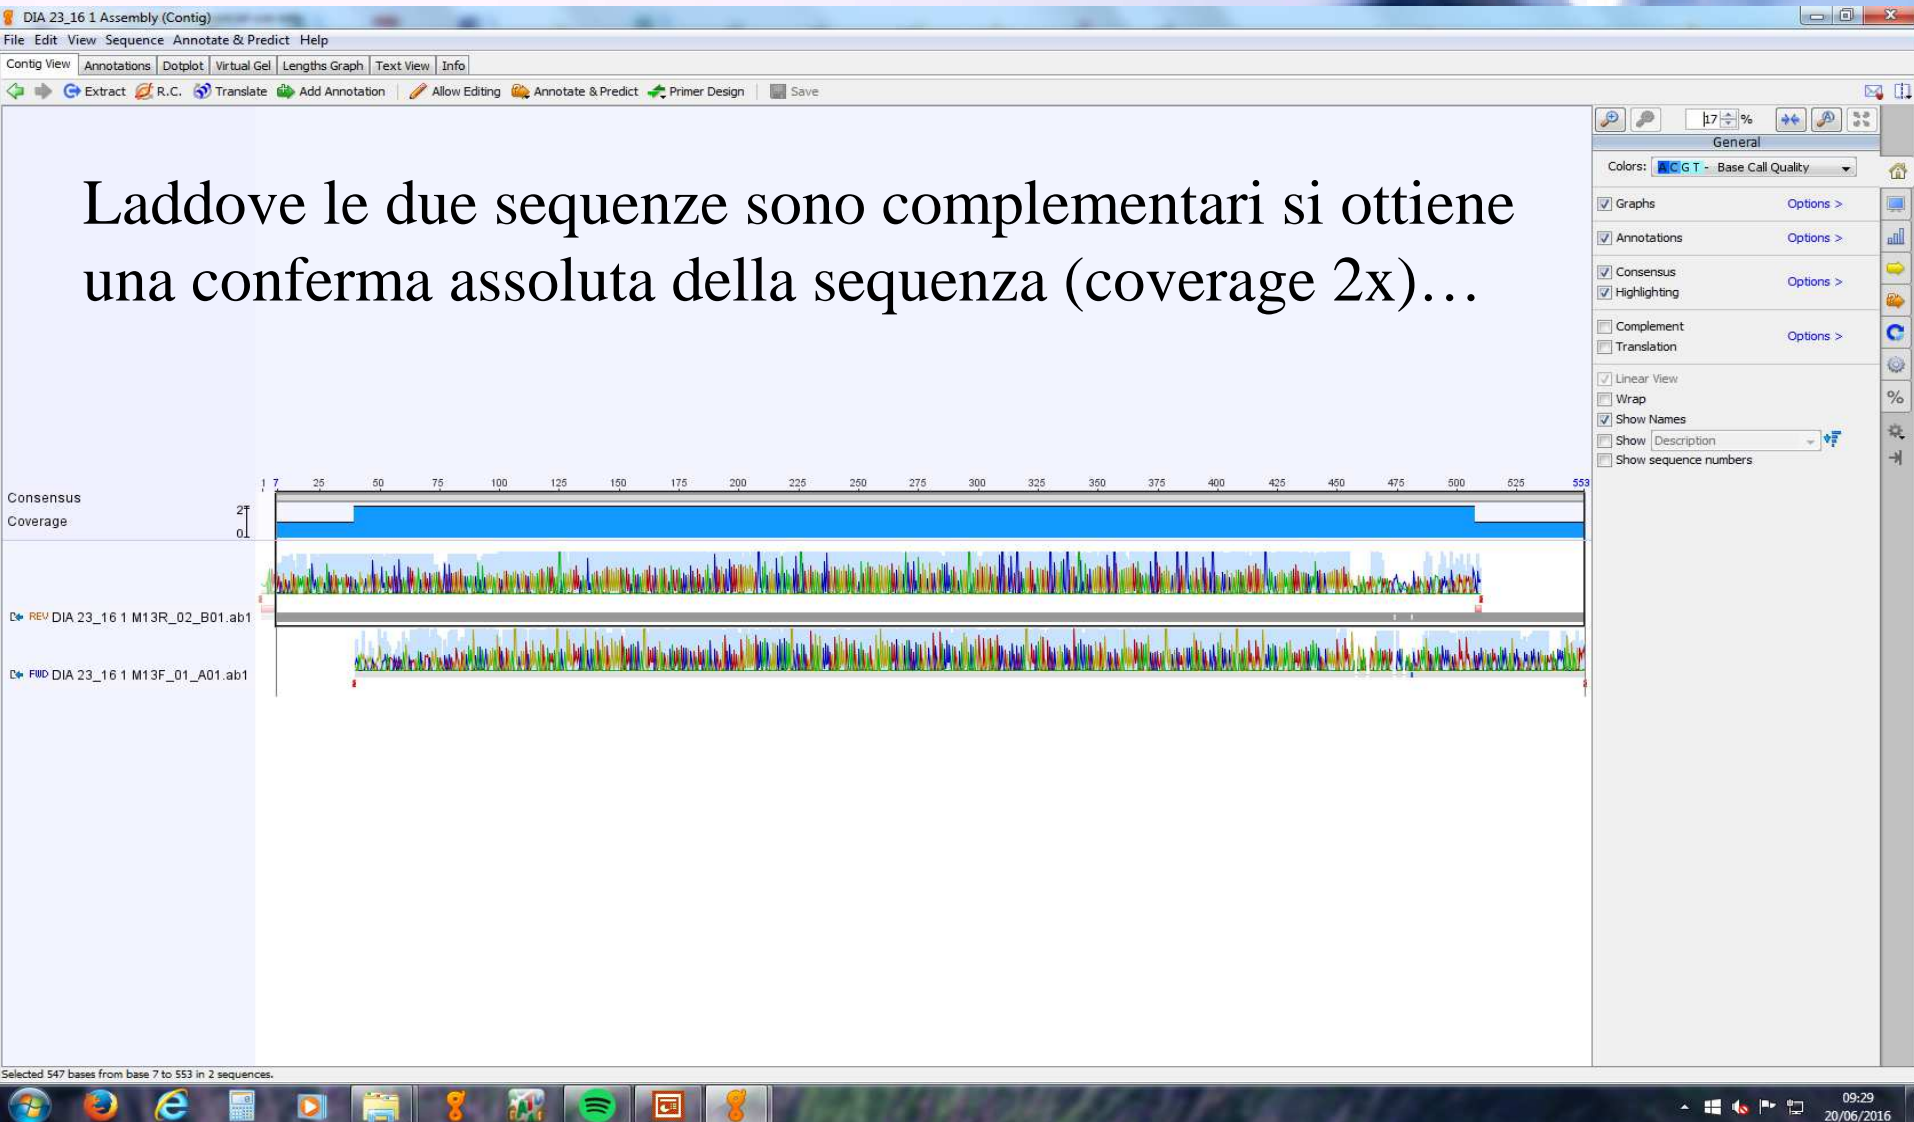 DIA 23_16 1 Assembly (Contig)
File Edit View Sequence Annotate & Predict Help
Contig View Annotations Dotplot Virtual Gel Lengths Graph Text View Info
Extract R.C. Translate Add Annotation Allow Editing Annotate & Predict Primer Design Save
17 %
General
Colors: A C G T - Base Call Quality
Graphs Options >
Annotations Options >
Consensus
Highlighting Options >
Complement
Translation Options >
Linear View
Wrap
Show Names
Show Description
Show sequence numbers
%
Laddove le due sequenze sono complementari si ottiene
una conferma assoluta della sequenza (coverage 2x)…
1 7 25 50 75 100 125 150 175 200 225 250 275 300 325 350 375 400 425 450 475 500 525 553
Consensus
Coverage 2 0
REV DIA 23_16 1 M13R_02_B01.ab1
FWD DIA 23_16 1 M13F_01_A01.ab1
Selected 547 bases from base 7 to 553 in 2 sequences.
09:29
20/06/2016